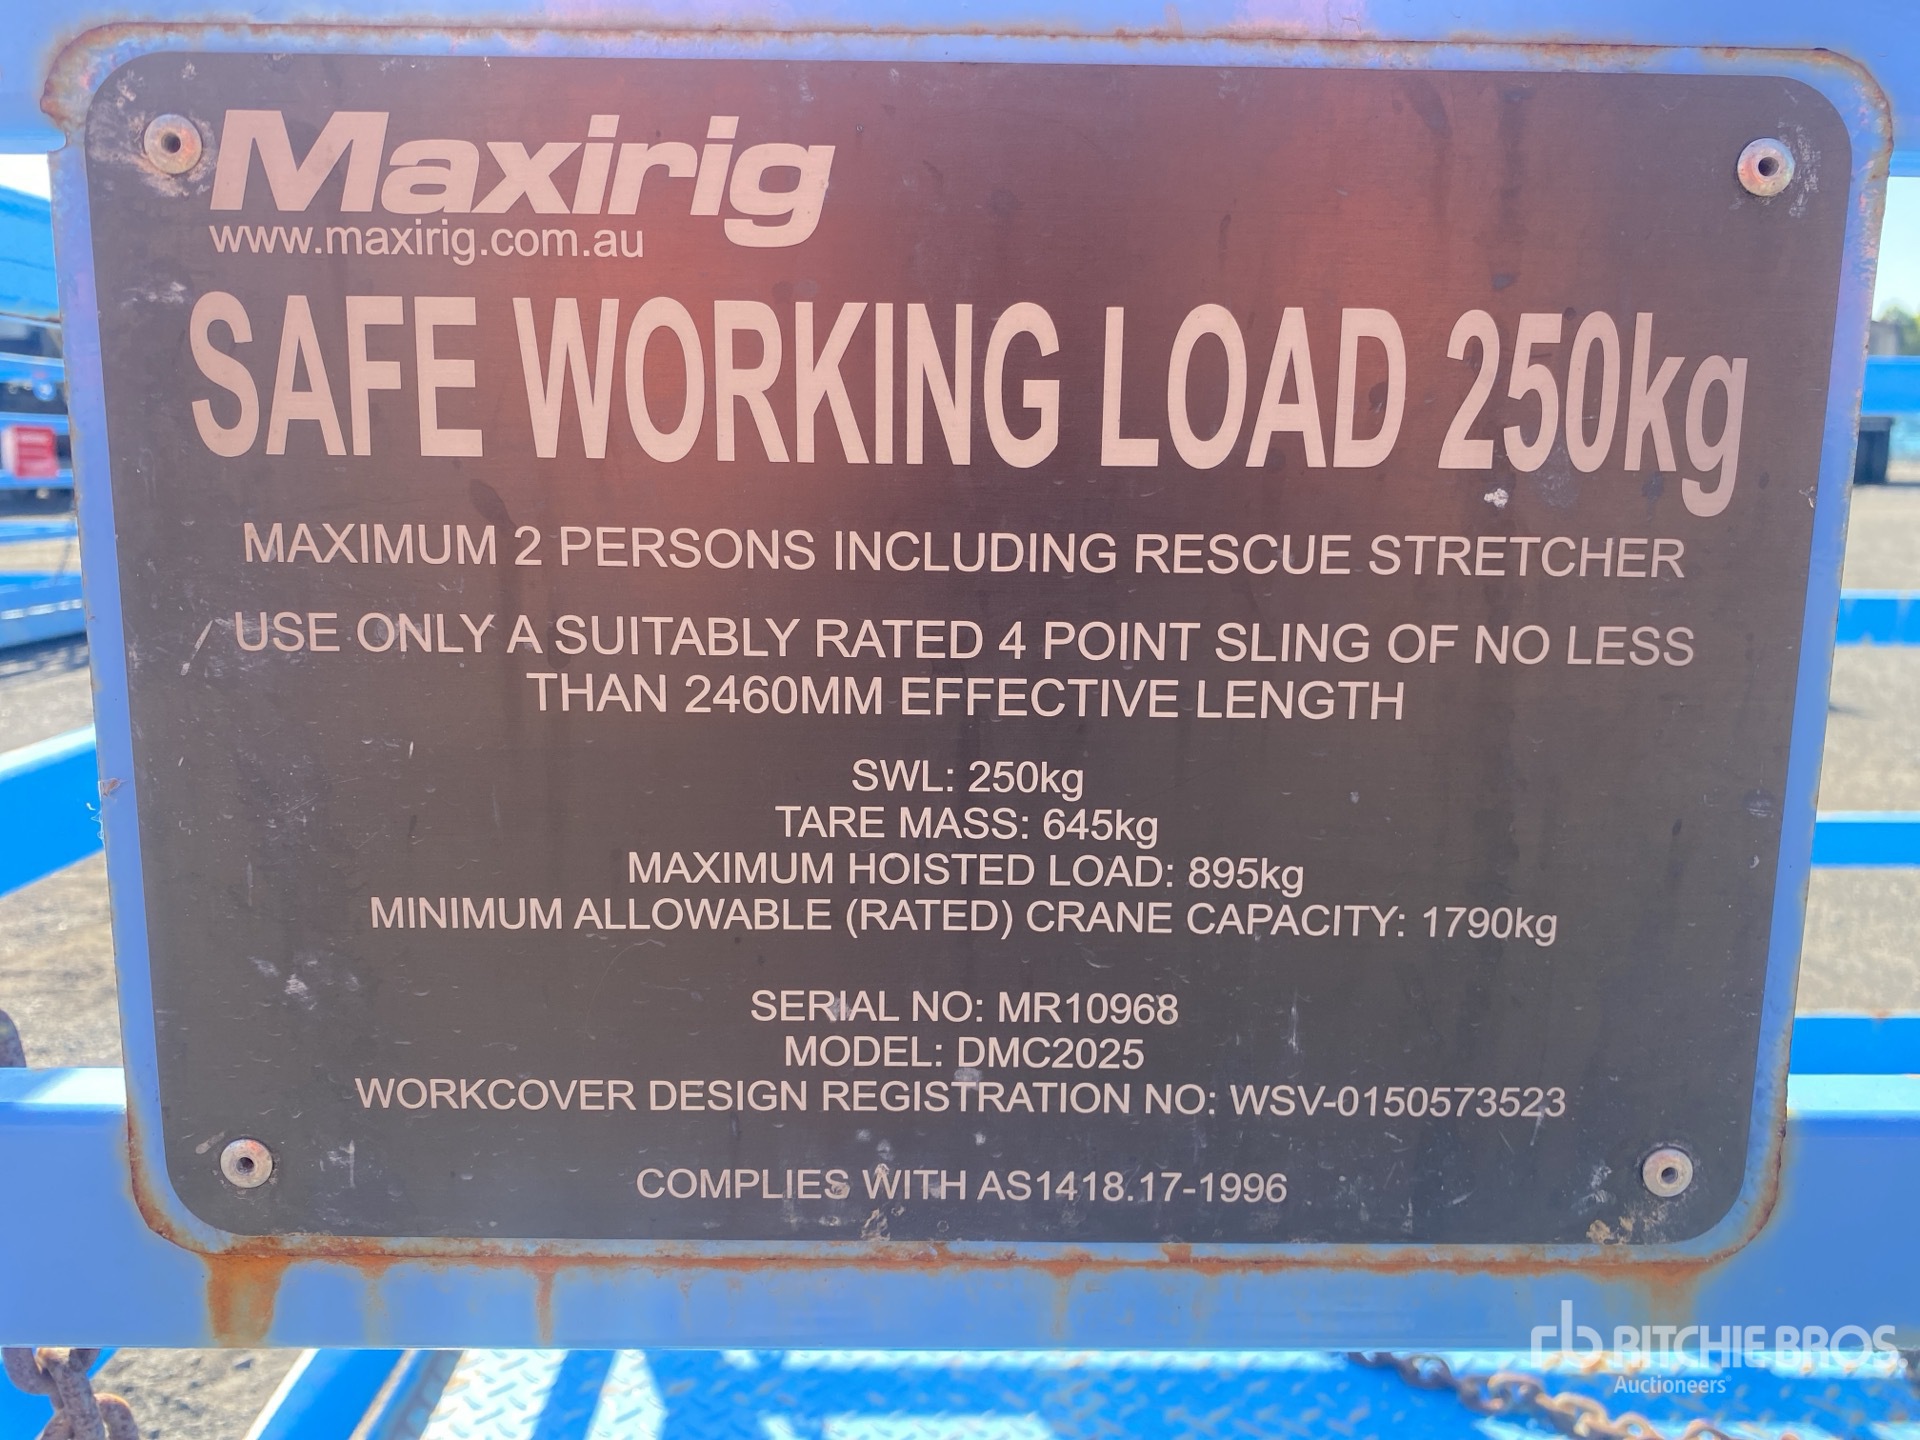 Maxirig
www.maxirig.com.au
SAFE WORKING LOAD 250kg
MAXIMUM 2 PERSONS INCLUDING RESCUE STRETCHER
USE ONLY A SUITABLY RATED 4 POINT SLING OF NO LESS
THAN 2460MM EFFECTIVE LENGTH
SWL: 250kg
TARE MASS: 645kg
MAXIMUM HOISTED LOAD: 895kg
MINIMUM ALLOWABLE (RATED) CRANE CAPACITY: 1790kg
SERIAL NO: MR10968
MODEL: DMC2025
WORKCOVER DESIGN REGISTRATION NO: WSV-0150573523
COMPLIES WITH AS1418.17-1996
rb RITCHIE BROS.
Auctioneers